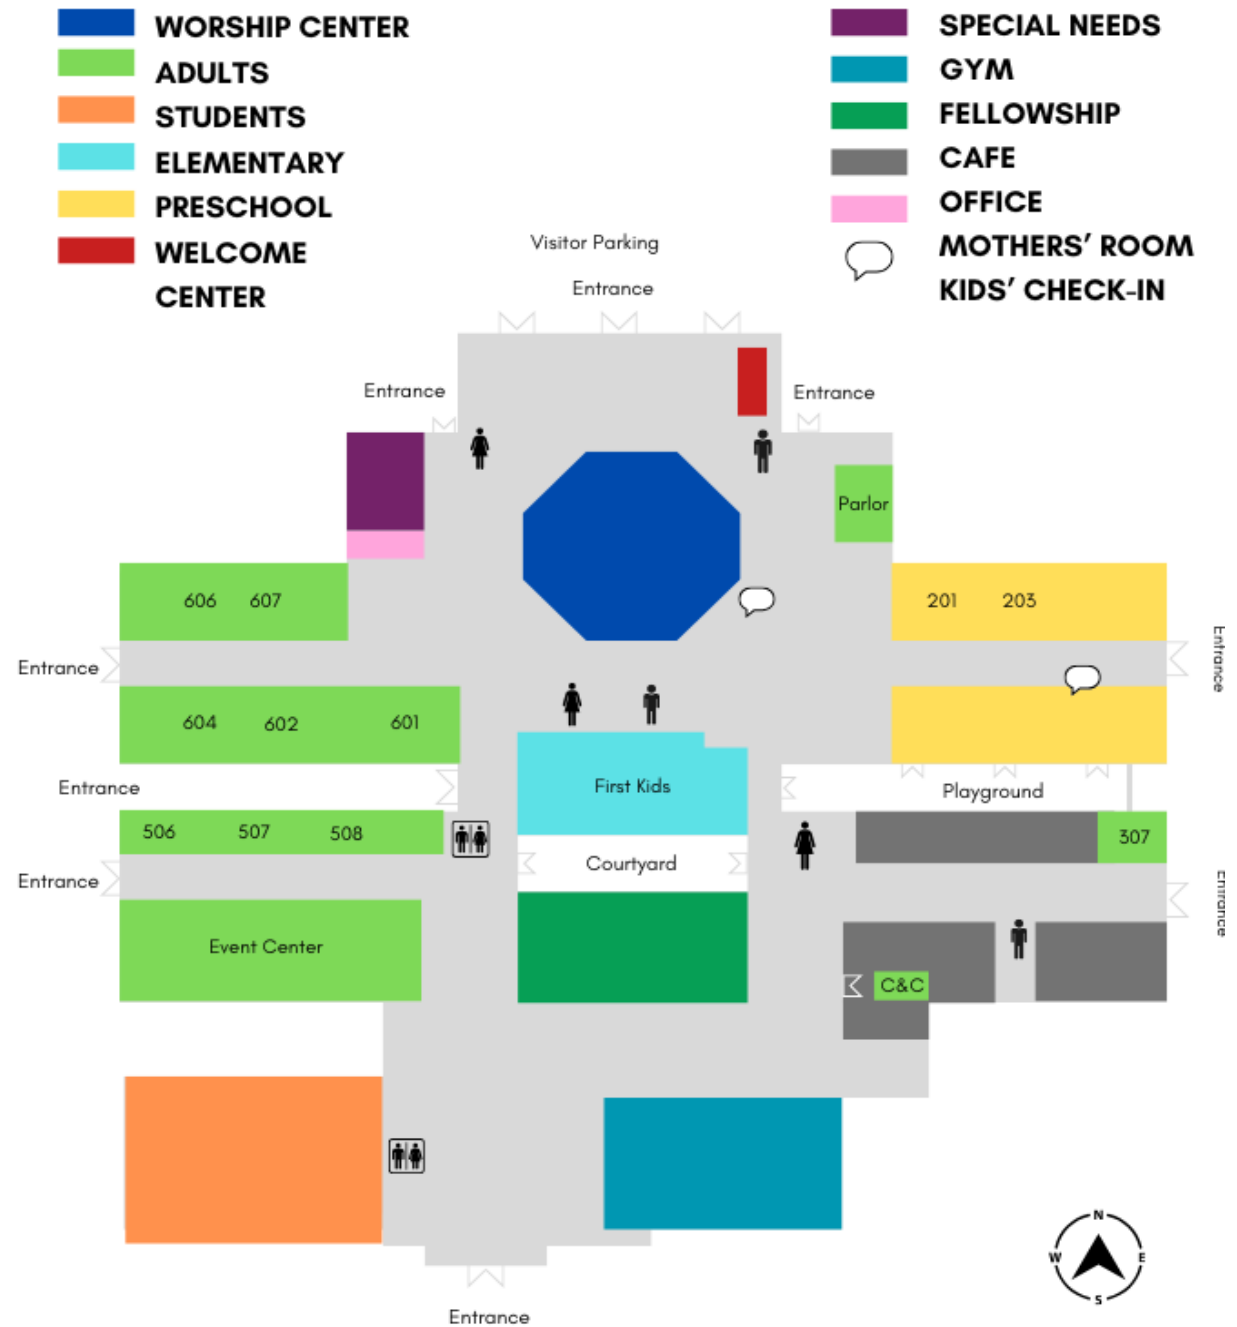 WORSHIP CENTER
ADULTS
STUDENTS
ELEMENTARY
PRESCHOOL
WELCOME
CENTER
SPECIAL NEEDS
GYM
FELLOWSHIP
CAFE
OFFICE
MOTHERS’ ROOM
KIDS’ CHECK-IN
Visitor Parking
Entrance
Entrance
Entrance
Parlor
606 607
201 203
Entrance
Entrance
604 602 601
Entrance
First Kids
Playground
506 507 508
307
Courtyard
Entrance
Entrance
Event Center
C&C
N
W E
S
Entrance